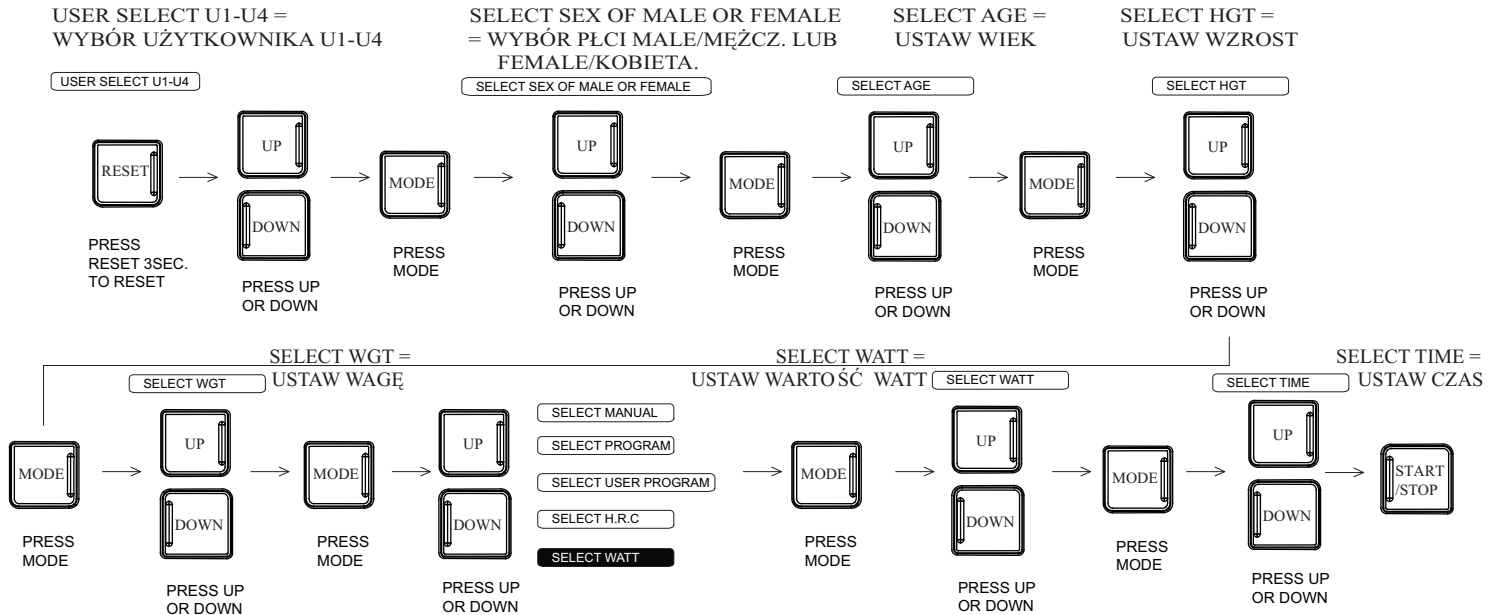 USER SELECT U1-U4 =
WYBÓR UŻYTKOWNIKA U1-U4
SELECT SEX OF MALE OR FEMALE
= WYBÓR PŁCI MALE/MĘŻCZ. LUB
FEMALE/KOBIETA.
SELECT AGE =
USTAW WIEK
SELECT HGT =
USTAW WZROST
USER SELECT U1-U4
SELECT SEX OF MALE OR FEMALE
SELECT AGE
SELECT HGT
RESET
UP
DOWN
MODE
UP
DOWN
MODE
UP
DOWN
MODE
UP
DOWN
PRESS
RESET 3SEC.
TO RESET
PRESS UP
OR DOWN
PRESS
MODE
PRESS UP
OR DOWN
PRESS
MODE
PRESS UP
OR DOWN
PRESS
MODE
PRESS UP
OR DOWN
SELECT WGT =
USTAW WAGĘ
SELECT WATT =
USTAW WARTOŚĆ WATT
SELECT TIME =
USTAW CZAS
SELECT WGT
SELECT WATT
SELECT TIME
MODE
UP
DOWN
MODE
UP
DOWN
SELECT MANUAL
SELECT PROGRAM
SELECT USER PROGRAM
SELECT H.R.C
SELECT WATT
MODE
UP
DOWN
MODE
UP
DOWN
START
/STOP
PRESS
MODE
PRESS UP
OR DOWN
PRESS
MODE
PRESS UP
OR DOWN
PRESS
MODE
PRESS UP
OR DOWN
PRESS
MODE
PRESS UP
OR DOWN